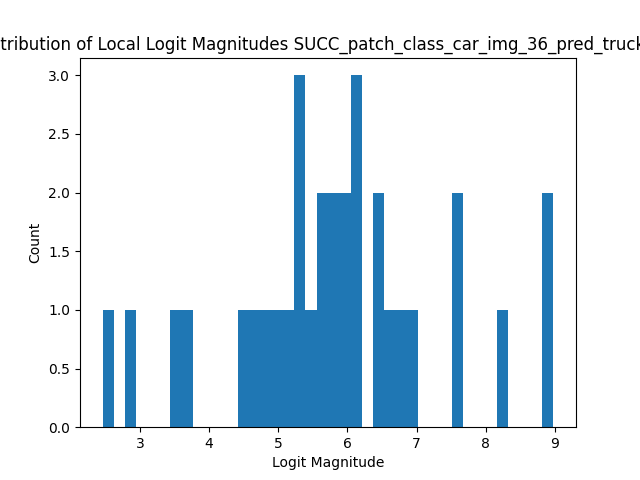 tribution of Local Logit Magnitudes SUCC_patch_class_car_img_36_pred_truck
3.0
2.5
2.0
1.5
1.0
0.5
0.0
Count
3 4 5 6 7 8 9
Logit Magnitude